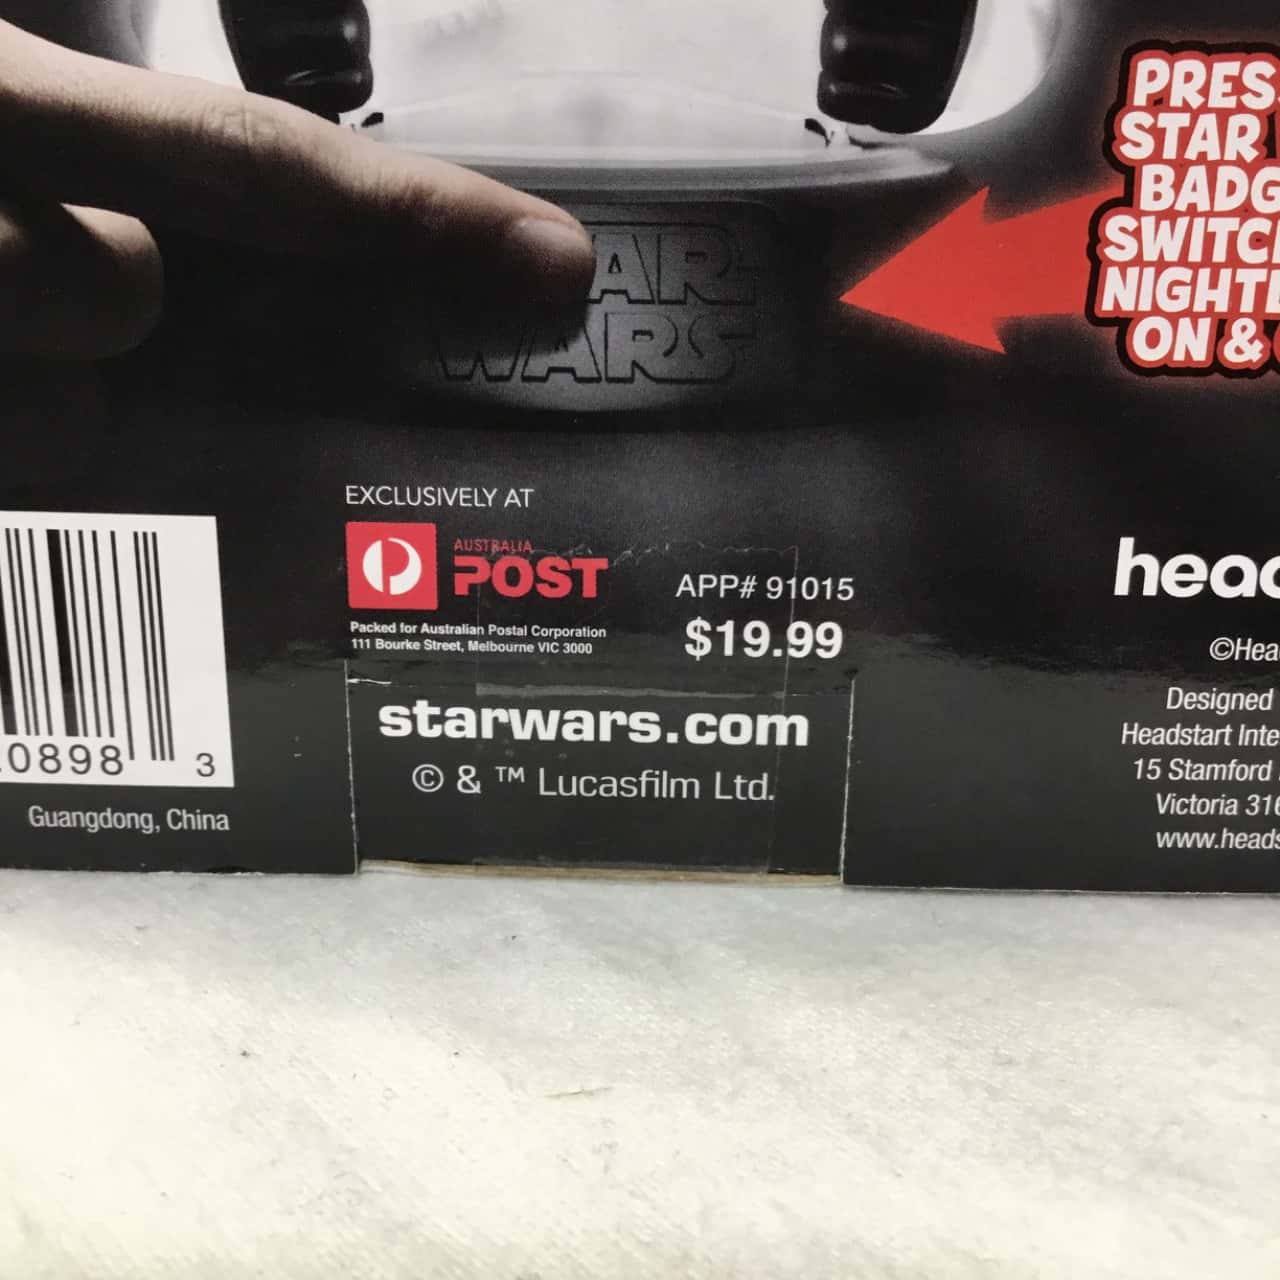 PRES
STAR
BADG
SWITC
NIGHT
ON &
STAR
WARS
EXCLUSIVELY AT
AUSTRALIA
POST
APP# 91015
Packed for Australian Postal Corporation
111 Bourke Street, Melbourne VIC 3000
$19.99
starwars.com
© & ™ Lucasfilm Ltd.
0898 3
Guangdong, China
head
©Hea
Designed
Headstart Inte
15 Stamford
Victoria 316
www.heads